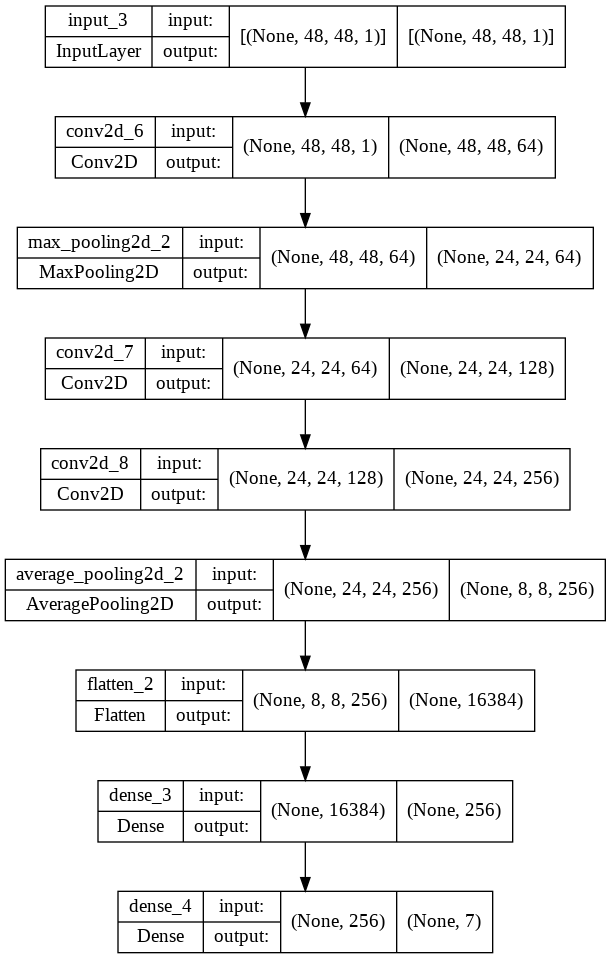 input_3 input: [(None, 48, 48, 1)] [(None, 48, 48, 1)]
InputLayer output:
conv2d_6 input: (None, 48, 48, 1) (None, 48, 48, 64)
Conv2D output:
max_pooling2d_2 input: (None, 48, 48, 64) (None, 24, 24, 64)
MaxPooling2D output:
conv2d_7 input: (None, 24, 24, 64) (None, 24, 24, 128)
Conv2D output:
conv2d_8 input: (None, 24, 24, 128) (None, 24, 24, 256)
Conv2D output:
average_pooling2d_2 input: (None, 24, 24, 256) (None, 8, 8, 256)
AveragePooling2D output:
flatten_2 input: (None, 8, 8, 256) (None, 16384)
Flatten output:
dense_3 input: (None, 16384) (None, 256)
Dense output:
dense_4 input: (None, 256) (None, 7)
Dense output: